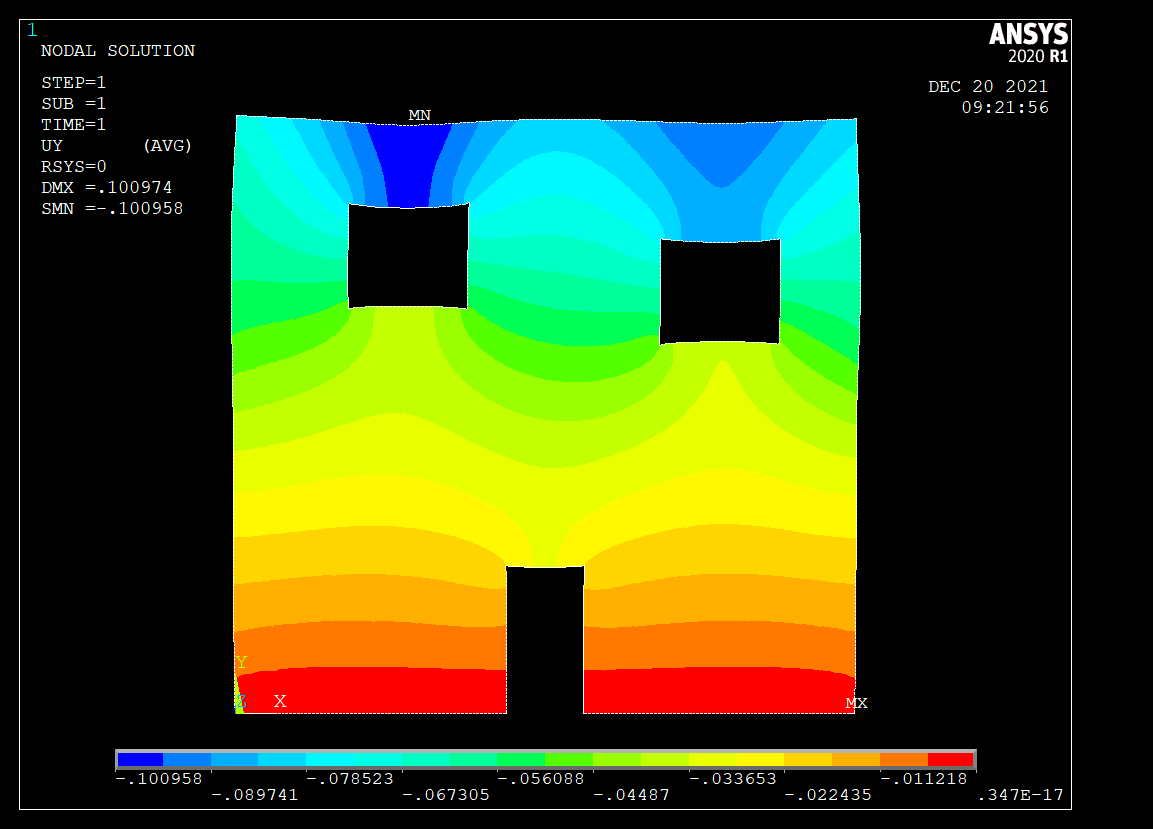 1
ANSYS
2020 R1
NODAL SOLUTION
STEP=1
SUB =1
TIME=1
UY (AVG)
RSYS=0
DMX =.100974
SMN =-.100958
DEC 20 2021
09:21:56
MN
Y
Z X
MX
-.100958 -.078523 -.056088 -.033653 -.011218
-.089741 -.067305 -.04487 -.022435 .347E-17